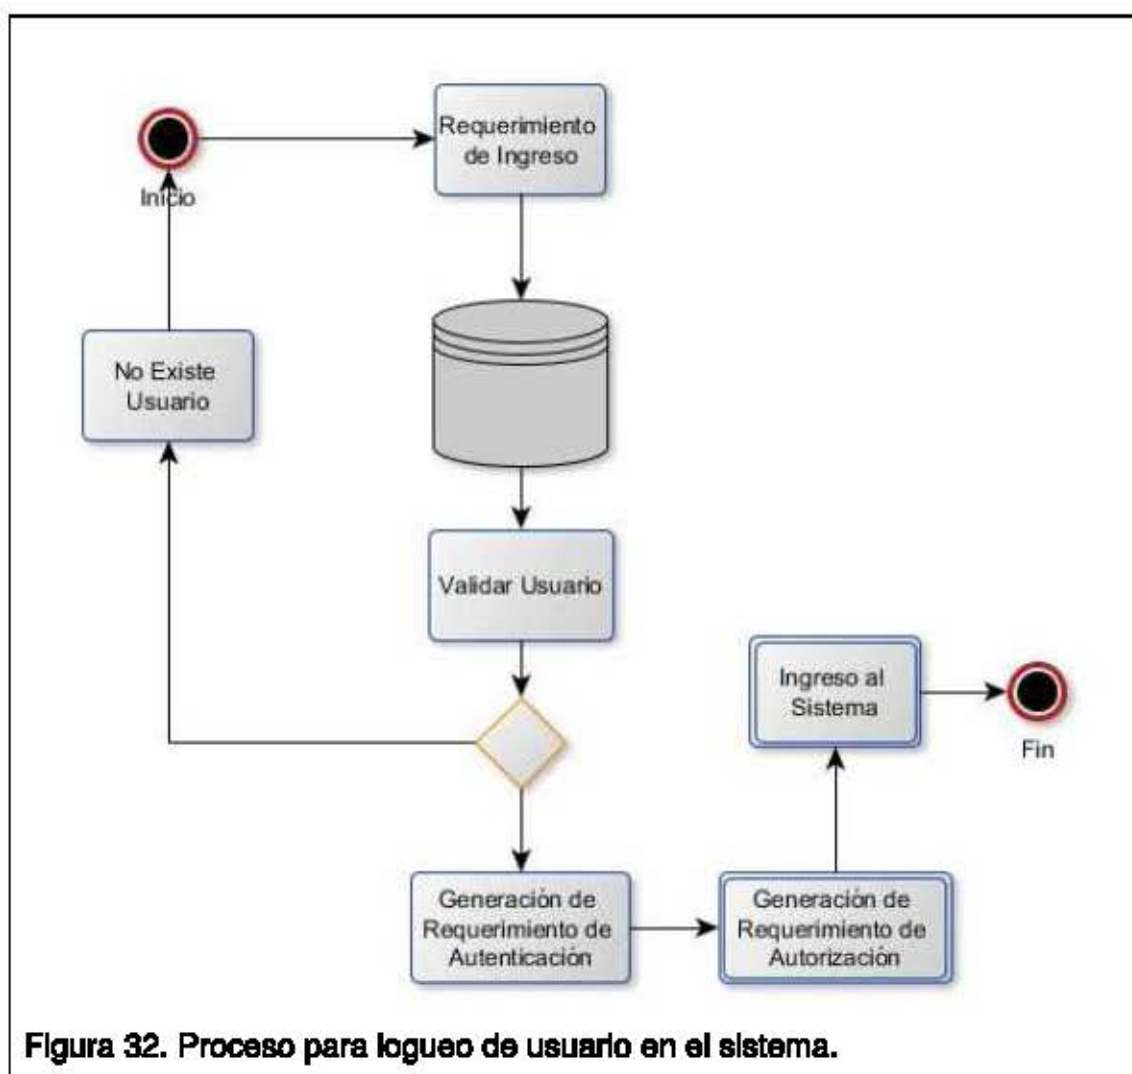 Requerimiento
de Ingreso
Inicio
No Existe
Usuario
Validar Usuario
Ingreso al
Sistema
Fin
Generación de
Requerimiento de
Autenticación
Generación de
Requerimiento de
Autorización
Figura 32. Proceso para logueo de usuario en el sistema.